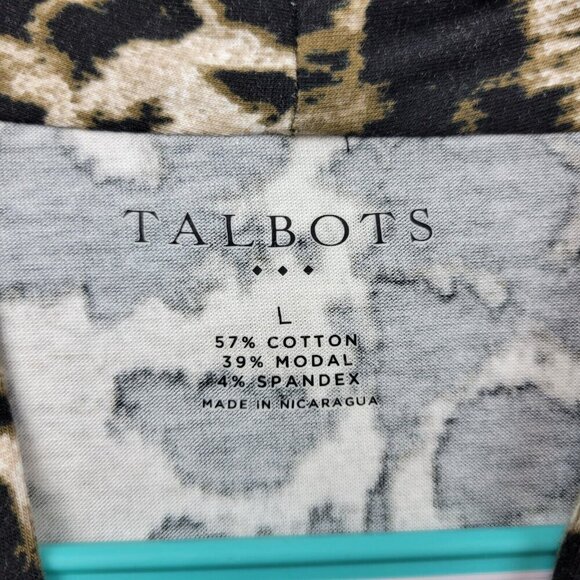 TALBOTS
L
57% COTTON
39% MODAL
4% SPANDEX
MADE IN NICARAGUA